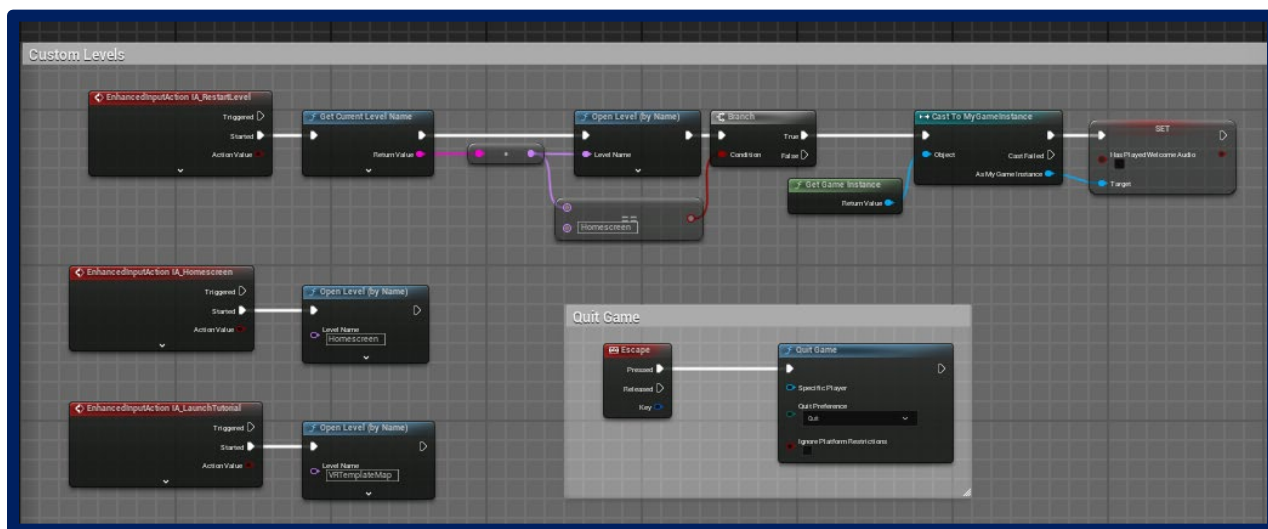 Custom Levels
EnhancedInputAction IA_RestartLevel
Triggered
Started
Action Value
Get Current Level Name
Return Value
Open Level (by Name)
Level Name
==
Homescreen
Branch
True
Condition
False
Get Game Instance
Return Value
Cast To MyGameInstance
Object
Cast Failed
As My Game Instance
SET
Has Played Welcome Audio
Target
EnhancedInputAction IA_Homescreen
Triggered
Started
Action Value
Open Level (by Name)
Level Name
Homescreen
EnhancedInputAction IA_LaunchTutorial
Triggered
Started
Action Value
Open Level (by Name)
Level Name
VRTemplateMap
Quit Game
Escape
Pressed
Released
Key
Quit Game
Specific Player
Quit Preference
Quit
Ignore Platform Restrictions